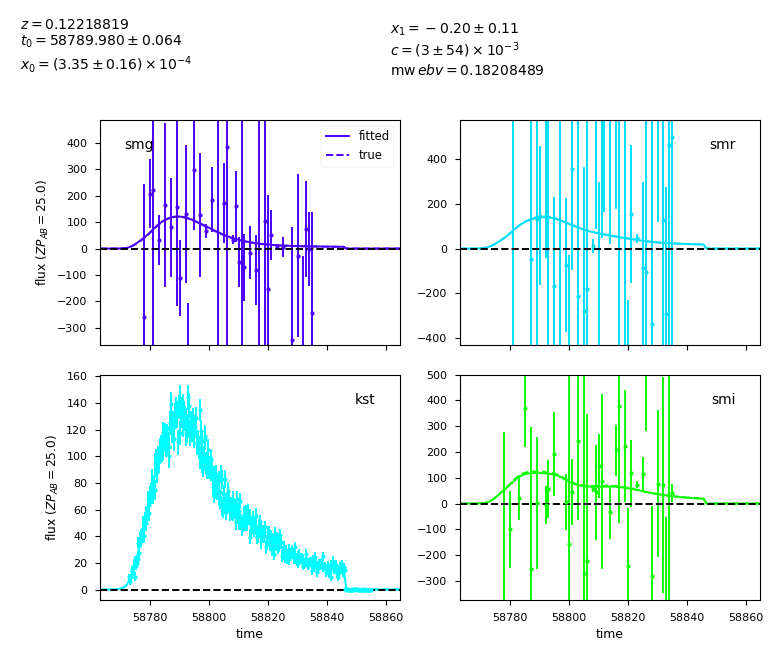 z = 0.12218819
t₀ = 58789.980 ± 0.064
x₀ = (3.35 ± 0.16) × 10⁻⁴
x₁ = −0.20 ± 0.11
c = (3 ± 54) × 10⁻³
mw ebv = 0.18208489
smg
fitted
true
400
300
200
100
0
−100
−200
−300
flux (ZP_AB = 25.0)
smr
400
200
0
−200
−400
kst
160
140
120
100
80
60
40
20
0
flux (ZP_AB = 25.0)
58780 58800 58820 58840 58860
time
smi
500
400
300
200
100
0
−100
−200
−300
58780 58800 58820 58840 58860
time